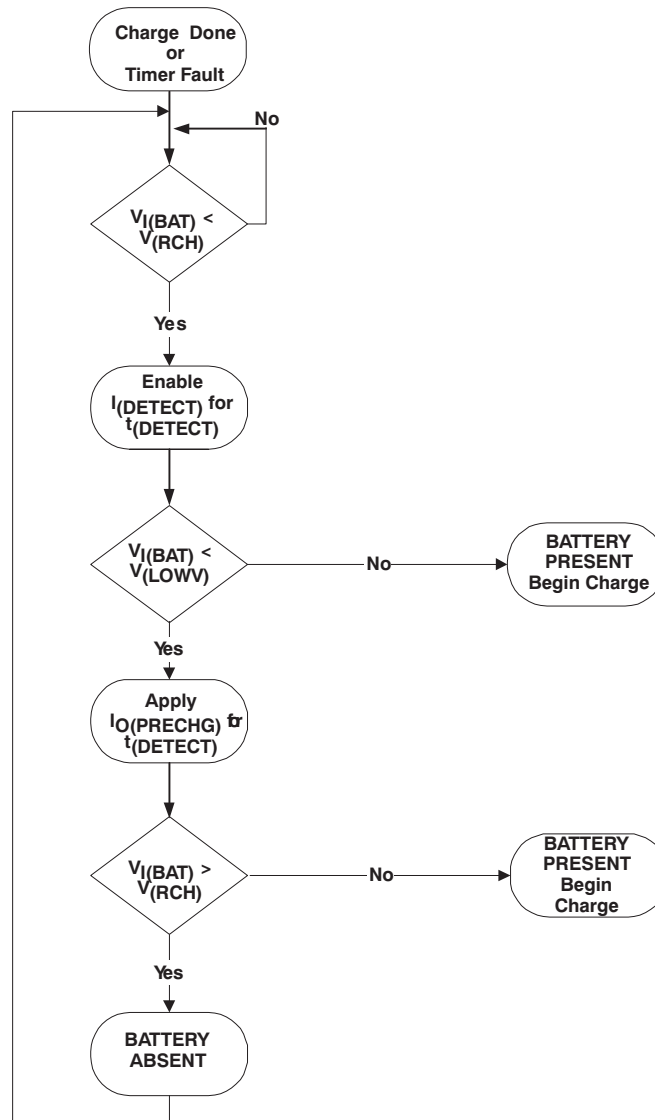 Charge Done
or
Timer Fault
No
VI(BAT) <
V(RCH)
Yes
Enable
I(DETECT) for
t(DETECT)
VI(BAT) <
V(LOWV)
No
BATTERY
PRESENT
Begin Charge
Yes
Apply
IO(PRECHG) for
t(DETECT)
VI(BAT) >
V(RCH)
No
BATTERY
PRESENT
Begin
Charge
Yes
BATTERY
ABSENT